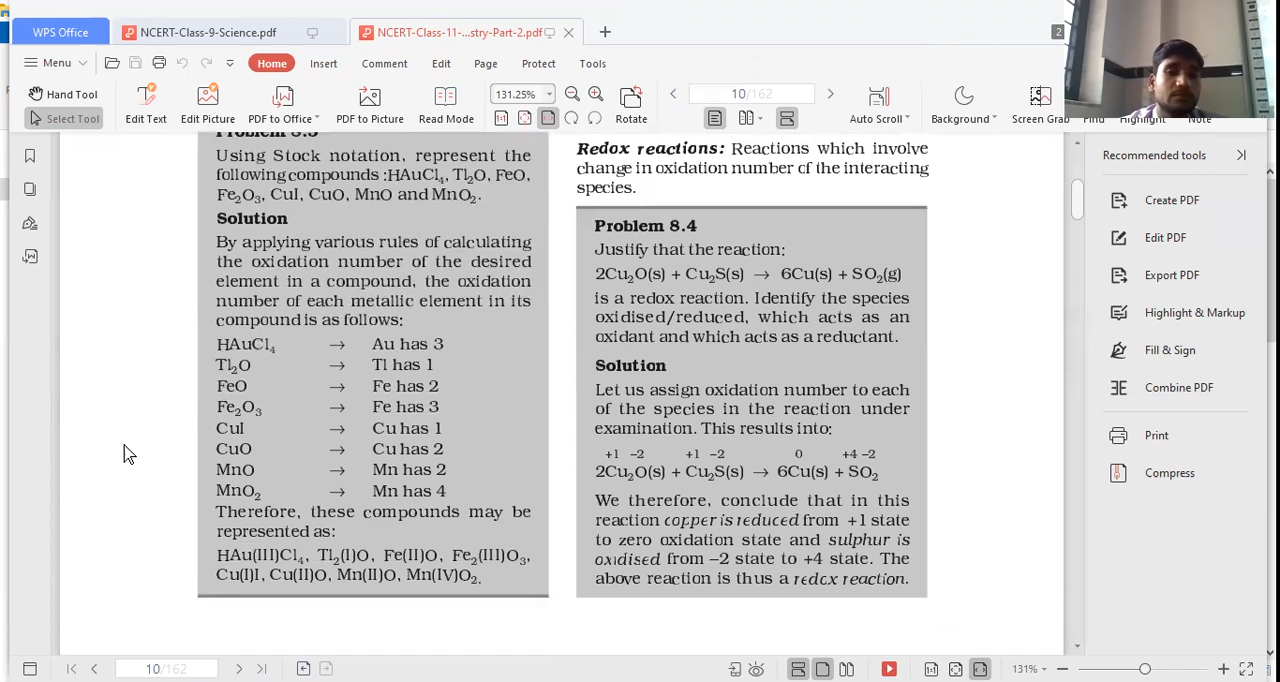 WPS Office
NCERT-Class-9-Science.pdf
NCERT-Class-11-...stry-Part-2.pdf
2
Menu
Home
Insert
Comment
Edit
Page
Protect
Tools
Hand Tool
Select Tool
Edit Text
Edit Picture
PDF to Office
PDF to Picture
Read Mode
131.25%
Rotate
10/162
Auto Scroll
Background
Screen Grab
Find
Highlight
Note
Using Stock notation, represent the
following compounds :HAuCl₄, Tl₂O, FeO,
Fe₂O₃, CuI, CuO, MnO and MnO₂.
Solution
By applying various rules of calculating
the oxidation number of the desired
element in a compound, the oxidation
number of each metallic element in its
compound is as follows:
HAuCl₄ → Au has 3
Tl₂O → Tl has 1
FeO → Fe has 2
Fe₂O₃ → Fe has 3
CuI → Cu has 1
CuO → Cu has 2
MnO → Mn has 2
MnO₂ → Mn has 4
Therefore, these compounds may be
represented as:
HAu(III)Cl₄, Tl₂(I)O, Fe(II)O, Fe₂(III)O₃,
Cu(I)I, Cu(II)O, Mn(II)O, Mn(IV)O₂.
Redox reactions: Reactions which involve
change in oxidation number of the interacting
species.
Problem 8.4
Justify that the reaction:
2Cu₂O(s) + Cu₂S(s) → 6Cu(s) + SO₂(g)
is a redox reaction. Identify the species
oxidised/reduced, which acts as an
oxidant and which acts as a reductant.
Solution
Let us assign oxidation number to each
of the species in the reaction under
examination. This results into:
+1 –2 +1 –2 0 +4 –2
2Cu₂O(s) + Cu₂S(s) → 6Cu(s) + SO₂
We therefore, conclude that in this
reaction copper is reduced from +1 state
to zero oxidation state and sulphur is
oxidised from –2 state to +4 state. The
above reaction is thus a redox reaction.
Recommended tools
Create PDF
Edit PDF
Export PDF
Highlight & Markup
Fill & Sign
Combine PDF
Print
Compress
10/162
131%